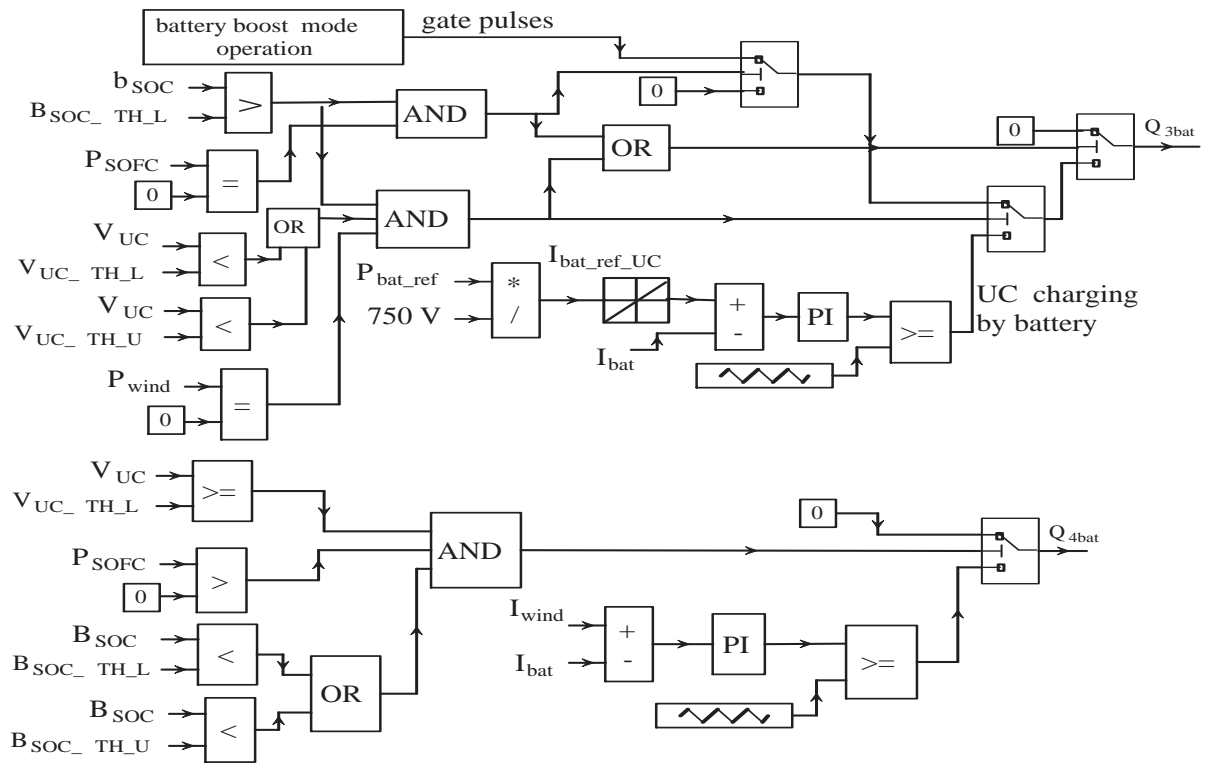 battery boost mode
operation
gate pulses
b SOC
B SOC_ TH_L
>
AND
0
P SOFC
0
=
OR
0
Q 3bat
V UC
V UC_ TH_L
<
OR
AND
V UC
V UC_ TH_U
<
P bat_ref
750 V
*
/
I bat_ref_UC
+
-
I bat
PI
>=
UC charging
by battery
P wind
0
=
V UC
V UC_ TH_L
>=
P SOFC
0
>
AND
0
Q 4bat
B SOC
B SOC_ TH_L
<
OR
B SOC
B SOC_ TH_U
<
I wind
I bat
+
-
PI
>=